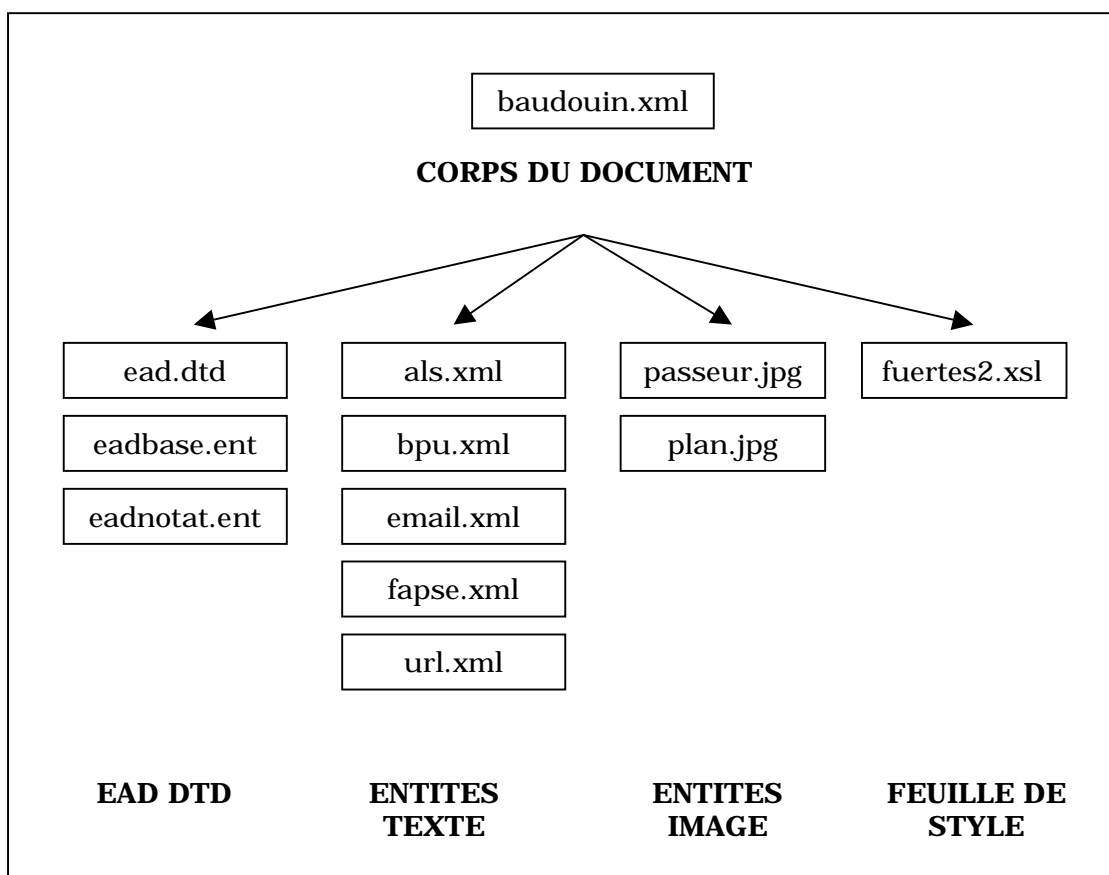 baudouin.xml
CORPS DU DOCUMENT
ead.dtd
eadbase.ent
eadnotat.ent
EAD DTD
als.xml
bpu.xml
email.xml
fapse.xml
url.xml
ENTITES
TEXTE
passeur.jpg
plan.jpg
ENTITES
IMAGE
fuertes2.xsl
FEUILLE DE
STYLE